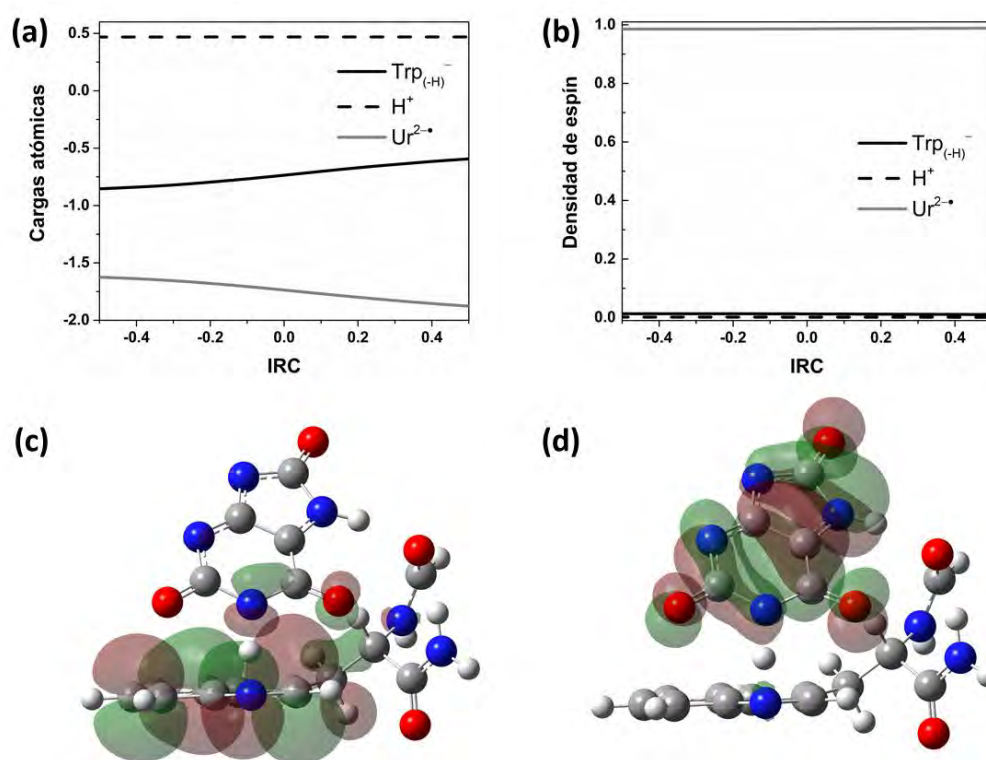 (a)
Cargas atómicas
0.5
0.0
-0.5
-1.0
-1.5
-2.0
-0.4 -0.2 0.0 0.2 0.4
IRC
Trp(-H)⁻
H⁺
Ur²⁻•
(b)
Densidad de espín
1.0
0.8
0.6
0.4
0.2
0.0
-0.4 -0.2 0.0 0.2 0.4
IRC
Trp(-H)⁻
H⁺
Ur²⁻•
(c)
(d)